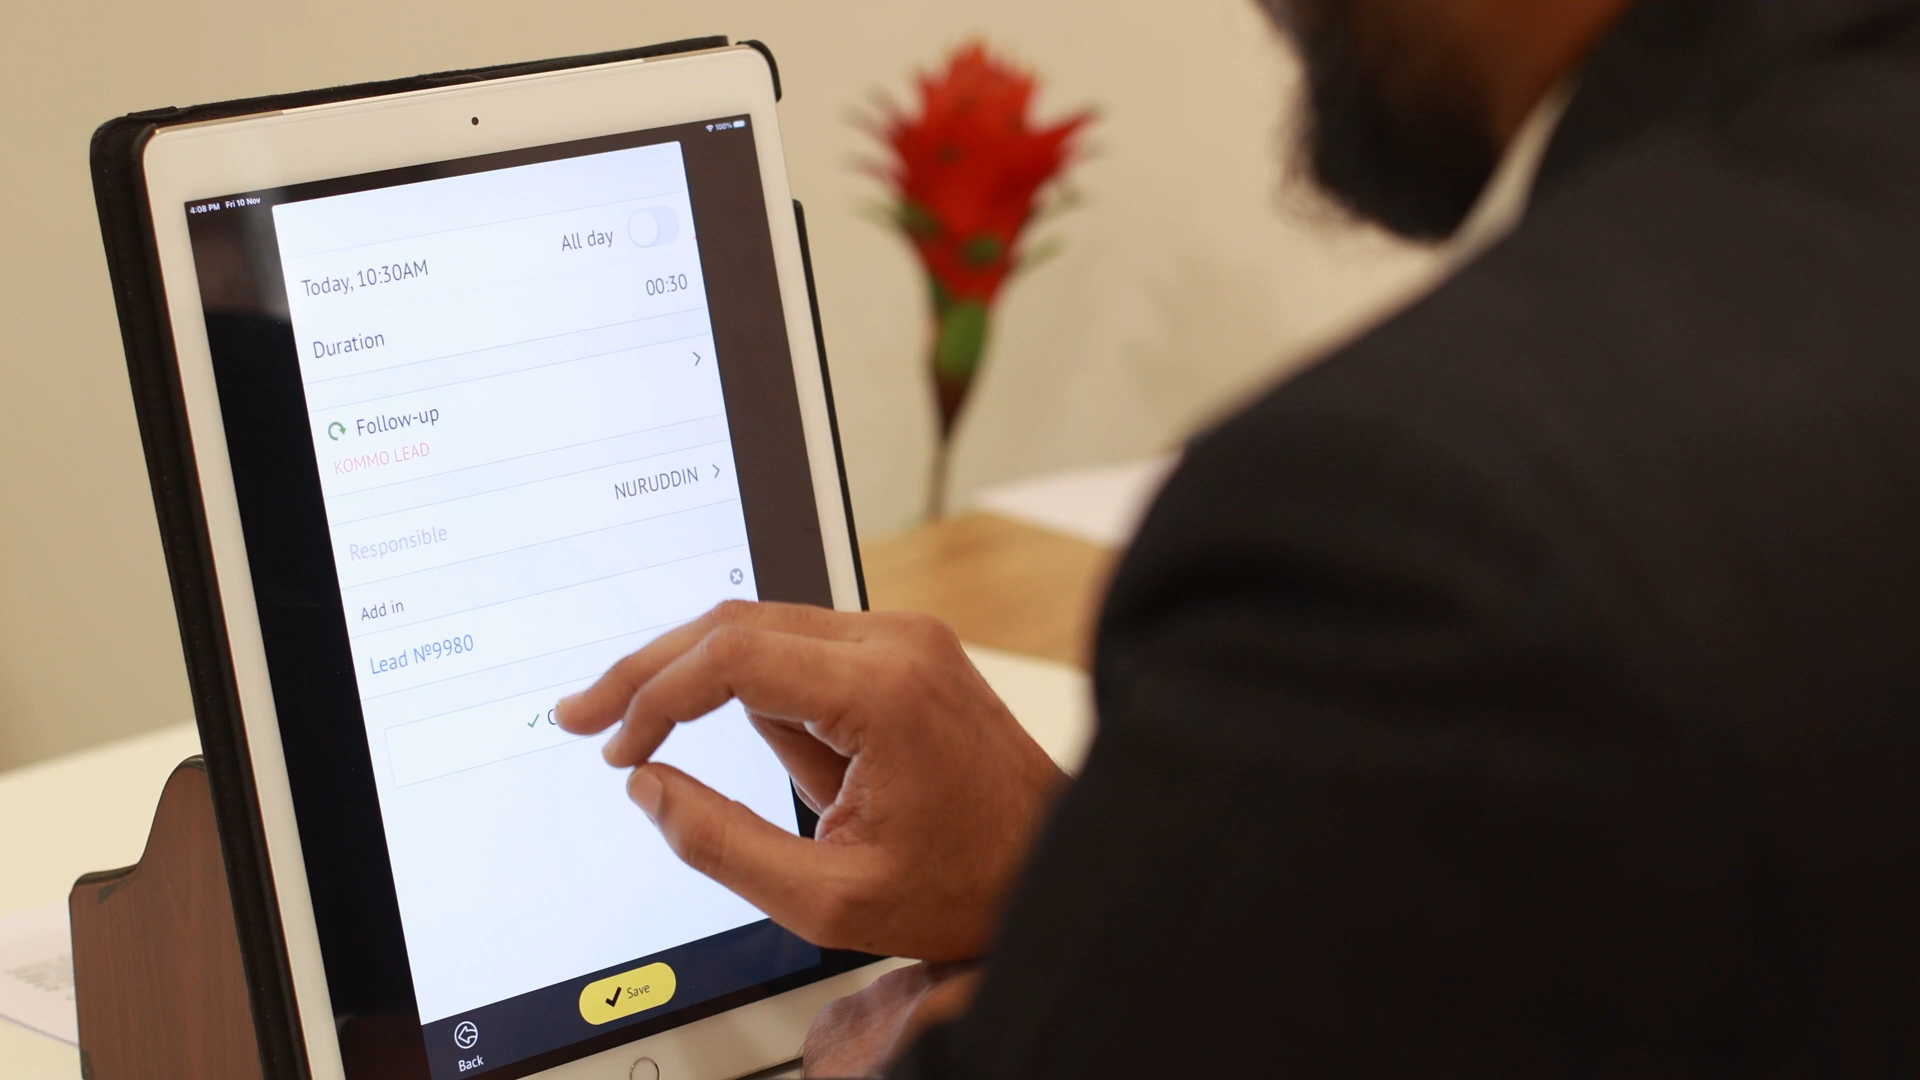 4:08 PM Fri 10 Nov
100%
All day
Today, 10:30AM
00:30
Duration
Follow-up
KOMMO LEAD
NURUDDIN
Responsible
Add in
Lead №9980
Save
Back